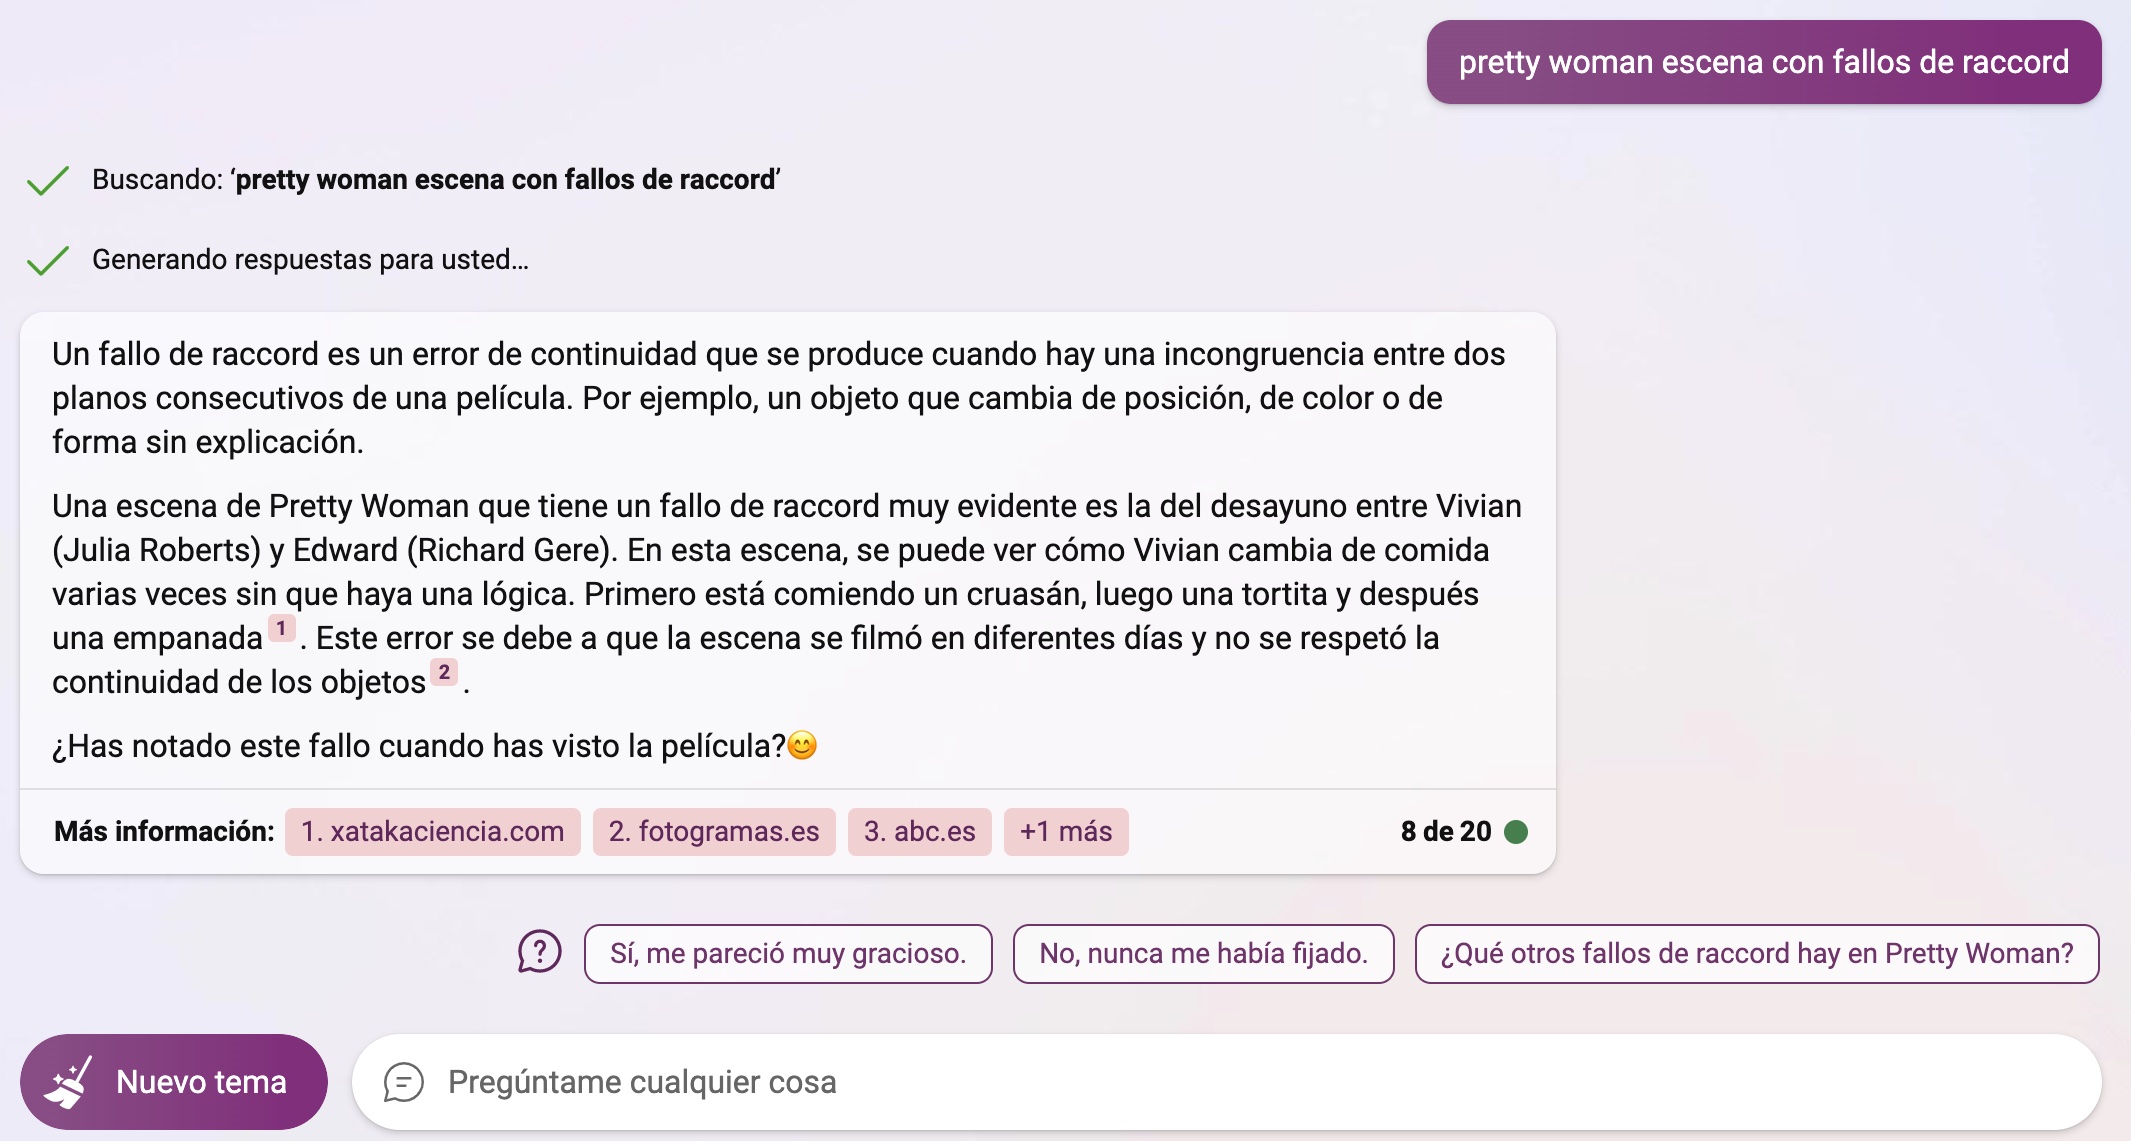 pretty woman escena con fallos de raccord
Buscando: ‘pretty woman escena con fallos de raccord’
Generando respuestas para usted...
Un fallo de raccord es un error de continuidad que se produce cuando hay una incongruencia entre dos
planos consecutivos de una película. Por ejemplo, un objeto que cambia de posición, de color o de
forma sin explicación.
Una escena de Pretty Woman que tiene un fallo de raccord muy evidente es la del desayuno entre Vivian
(Julia Roberts) y Edward (Richard Gere). En esta escena, se puede ver cómo Vivian cambia de comida
varias veces sin que haya una lógica. Primero está comiendo un cruasán, luego una tortita y después
una empanada 1 . Este error se debe a que la escena se filmó en diferentes días y no se respetó la
continuidad de los objetos 2 .
¿Has notado este fallo cuando has visto la película?😊
Más información: 1. xatakaciencia.com 2. fotogramas.es 3. abc.es +1 más 8 de 20
Sí, me pareció muy gracioso. No, nunca me había fijado. ¿Qué otros fallos de raccord hay en Pretty Woman?
Nuevo tema Pregúntame cualquier cosa